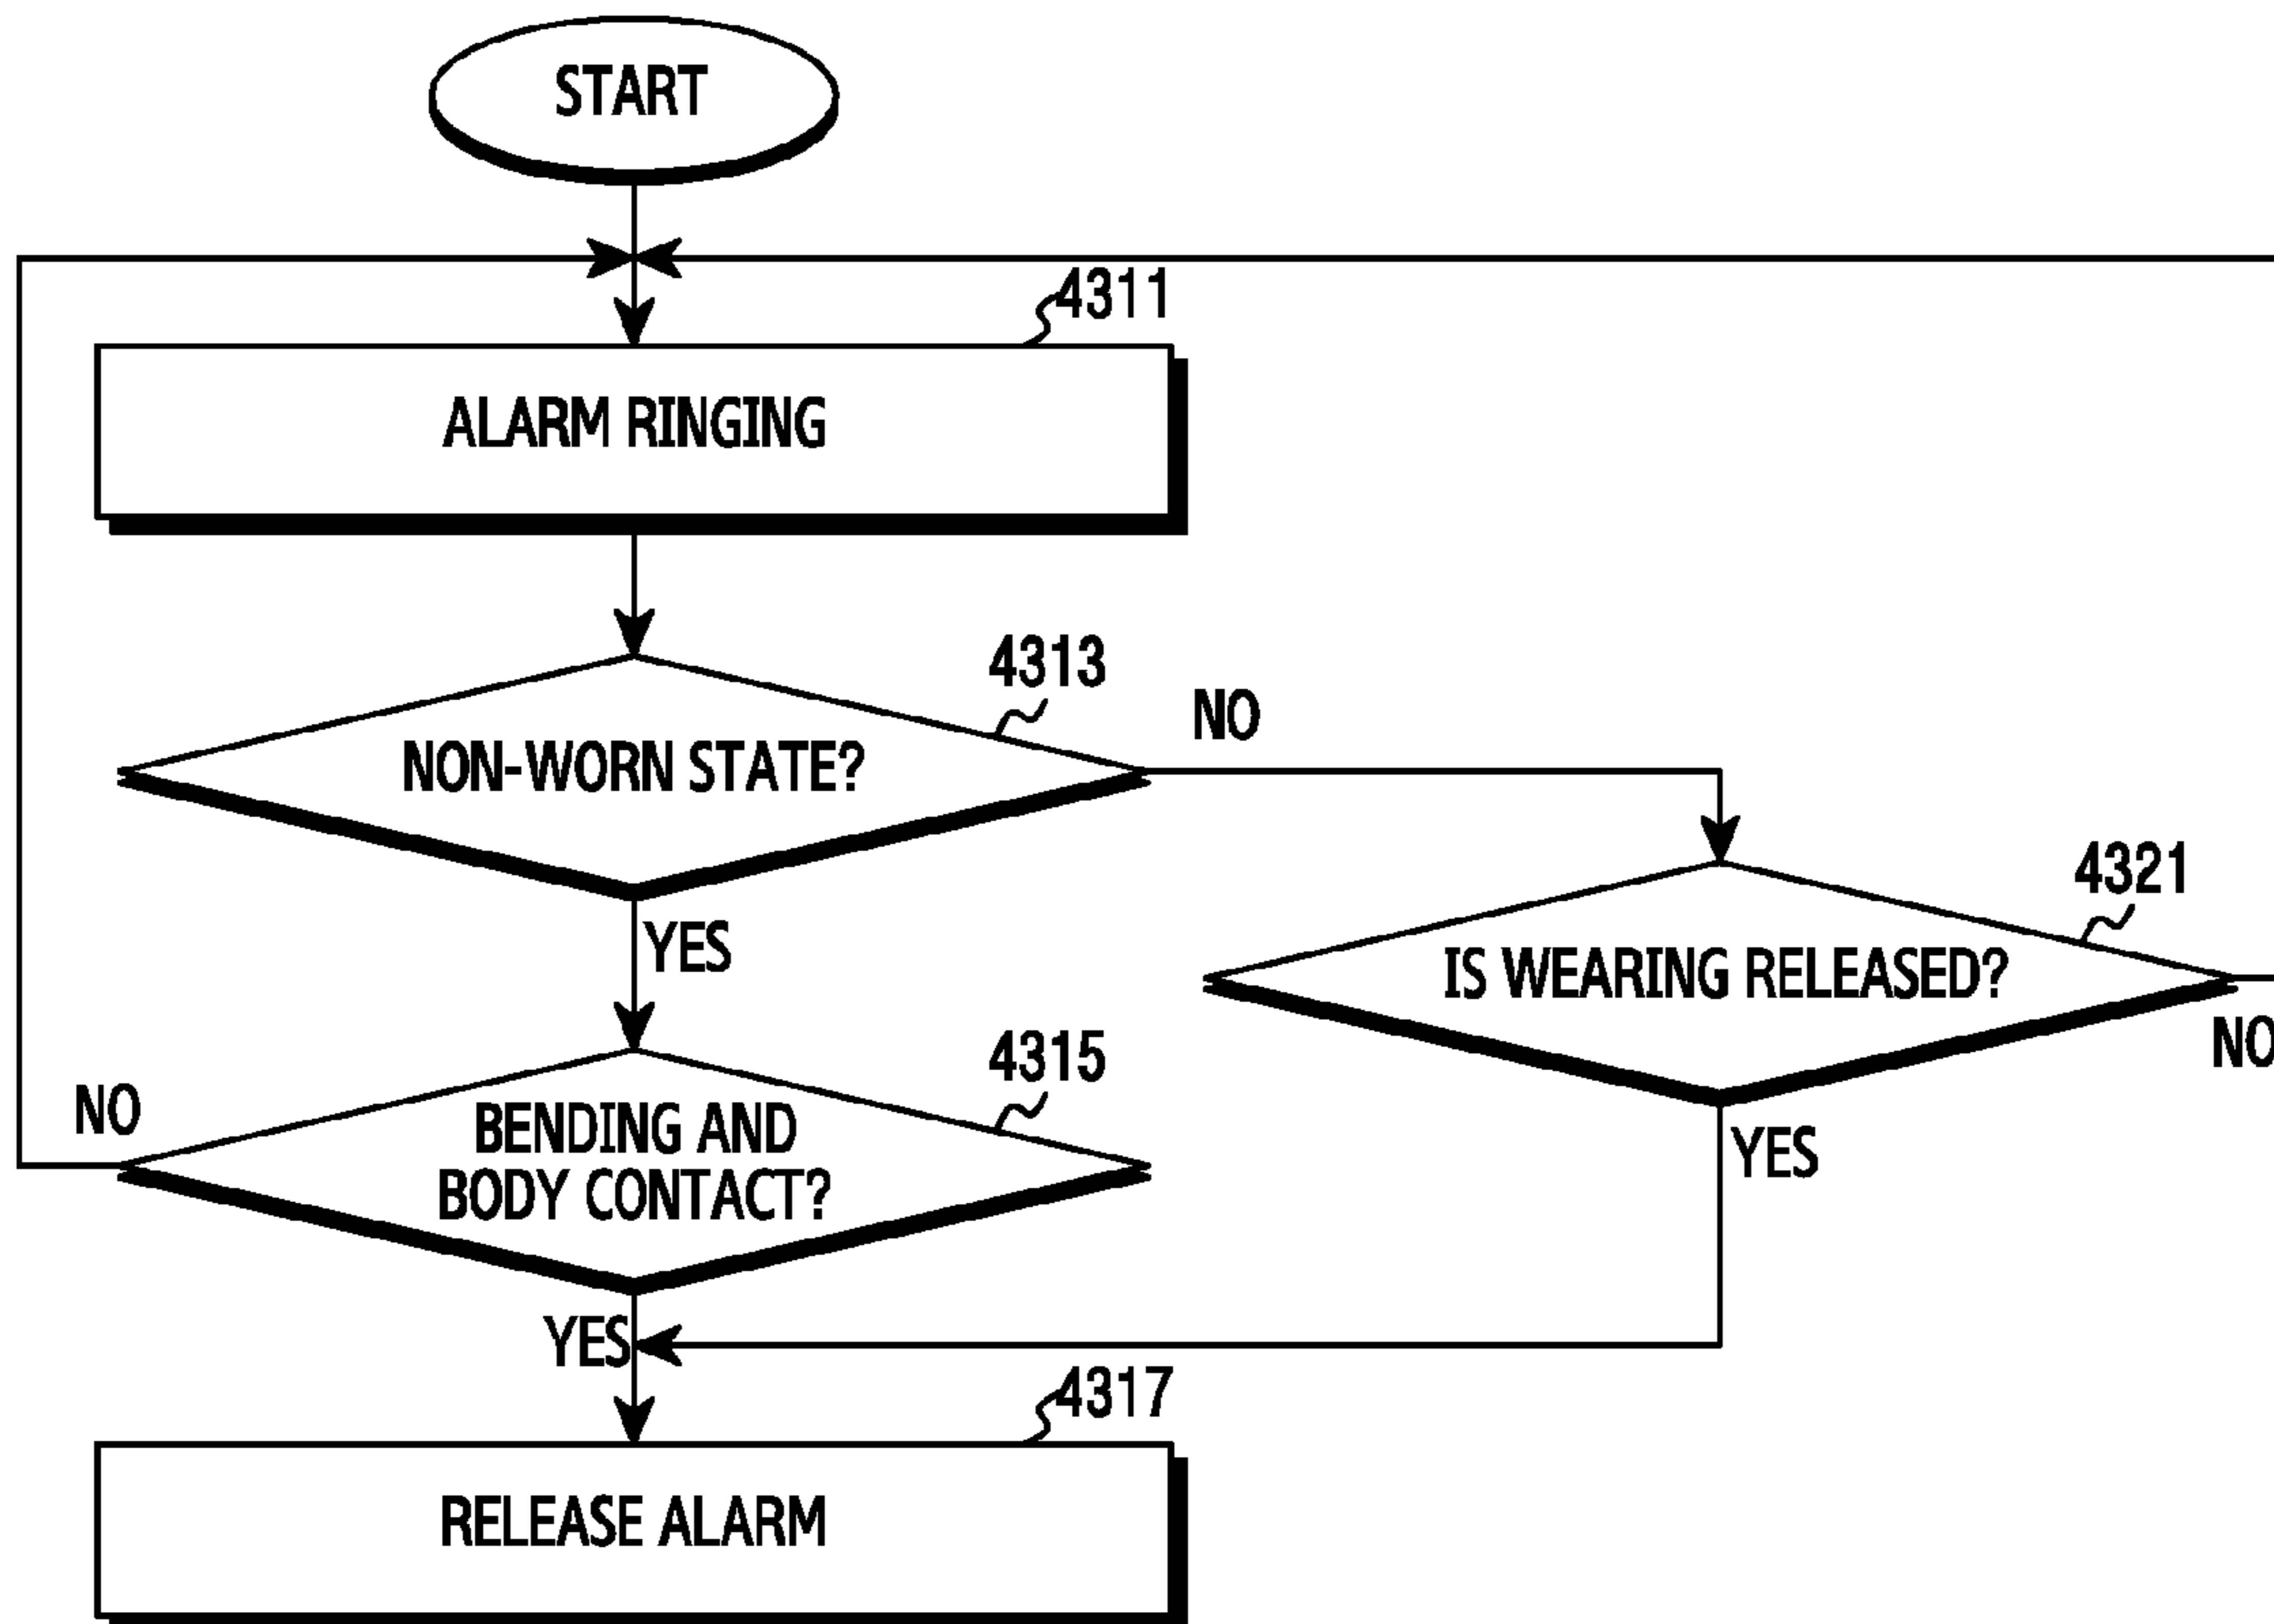 START
4311
ALARM RINGING
4313
NO
NON-WORN STATE?
4321
YES
IS WEARING RELEASED?
NO
4315
NO
BENDING AND
BODY CONTACT?
YES
YES
4317
RELEASE ALARM